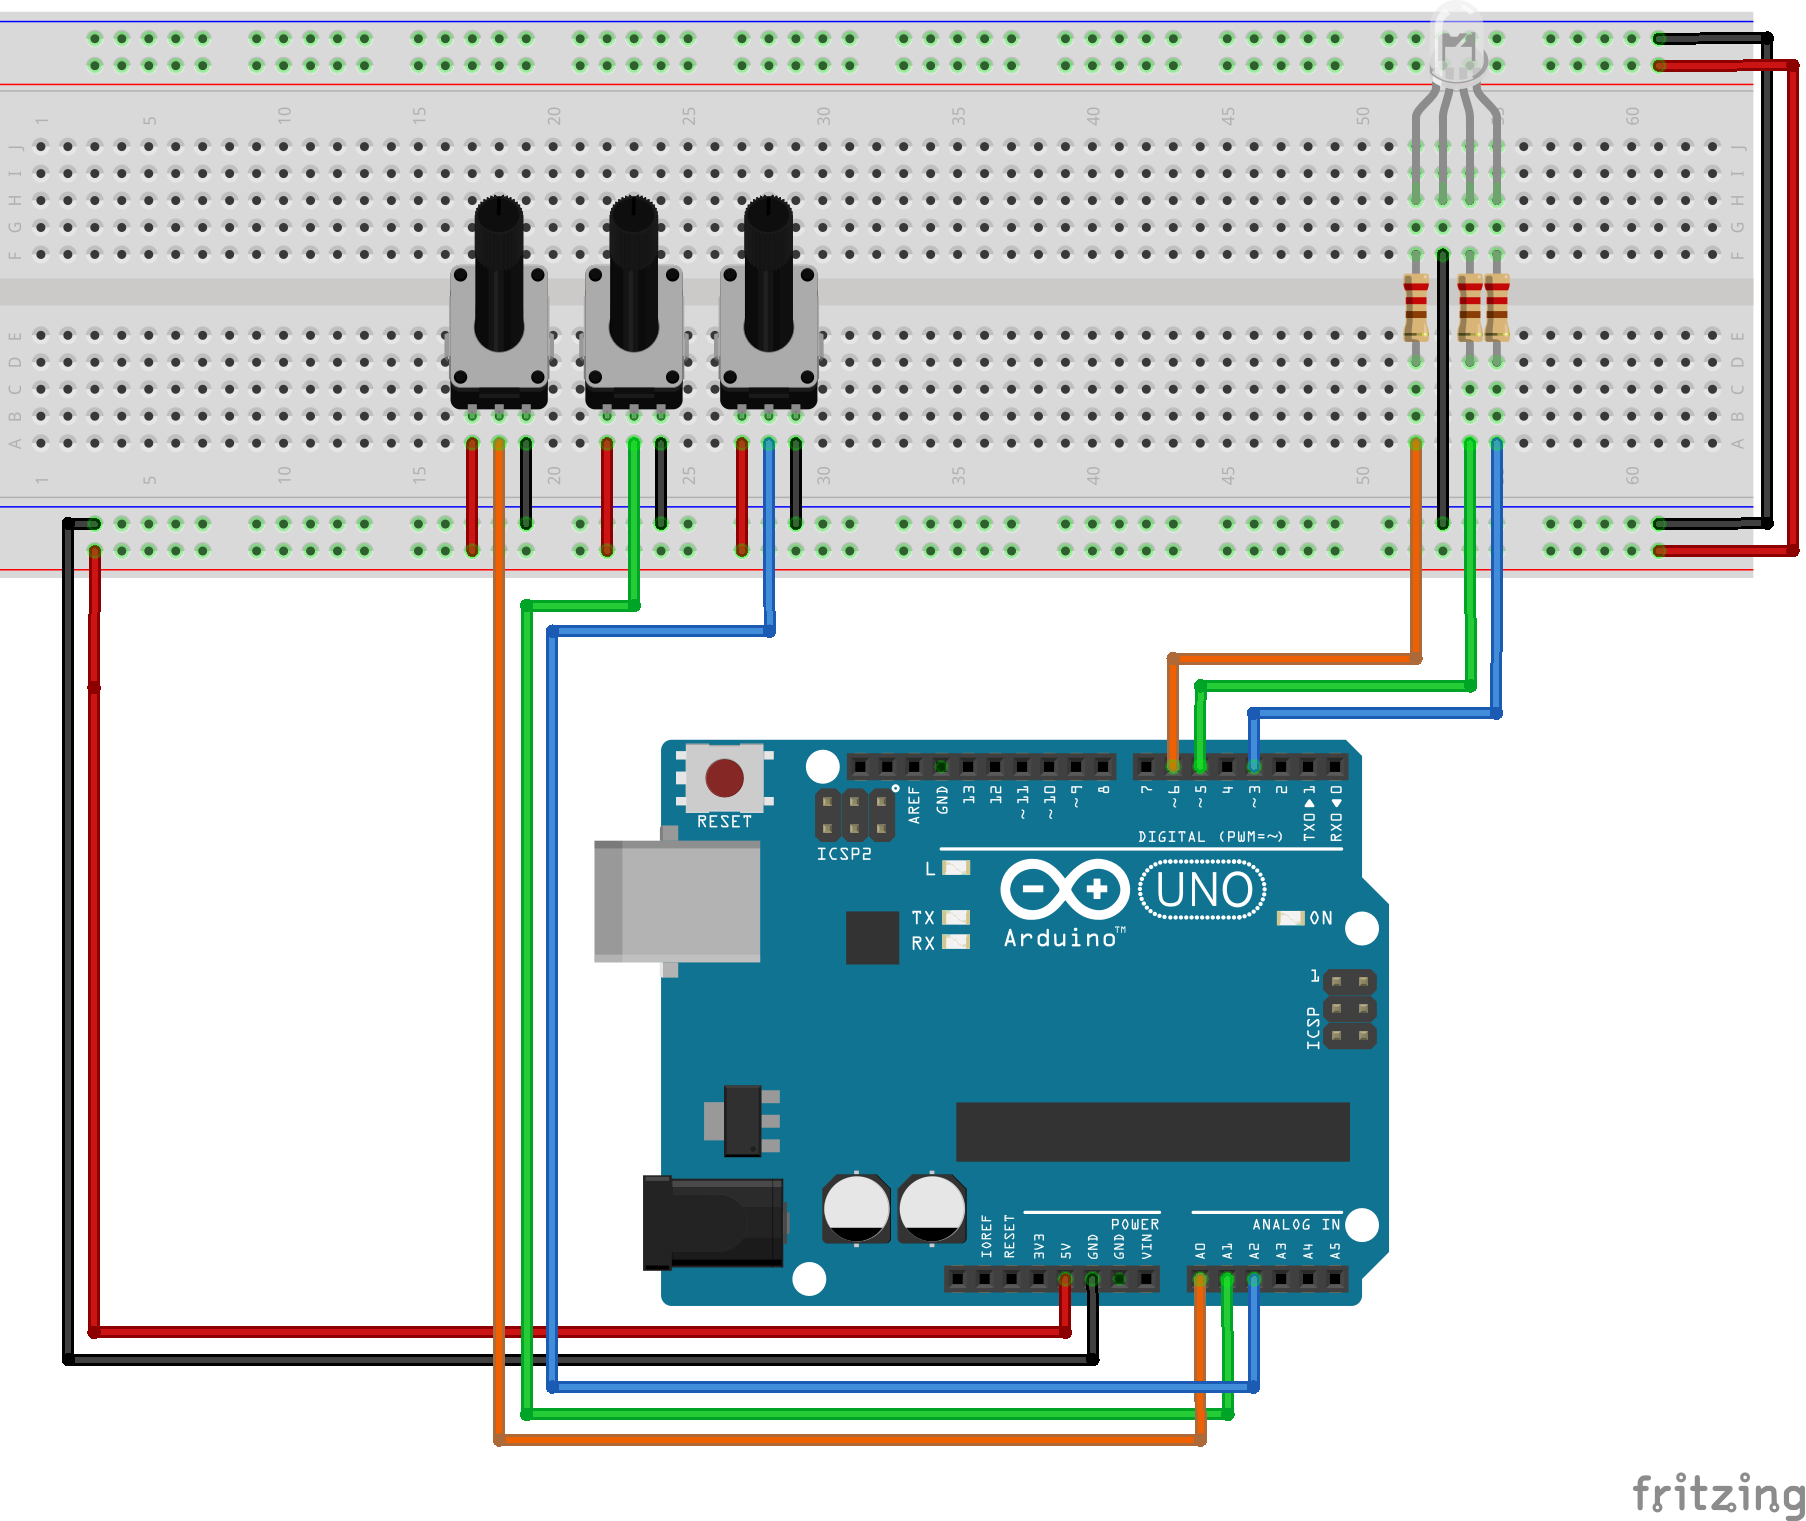 1 5 10 15 20 25 30 35 40 45 50 55 60
J J
I I
H H
G G
F F
E E
D D
C C
B B
A A
1 5 10 15 20 25 30 35 40 45 50 55 60
RESET
ICSP2
AREF
GND
13
12
~11
~10
~9
8
7
~6
~5
4
~3
2
TX0▶1
RX0◀0
DIGITAL (PWM=~)
L
TX
RX
Arduino™
UNO
ON
1
ICSP
IOREF
RESET
3V3
5V
GND
GND
VIN
POWER
A0
A1
A2
A3
A4
A5
ANALOG IN
fritzing